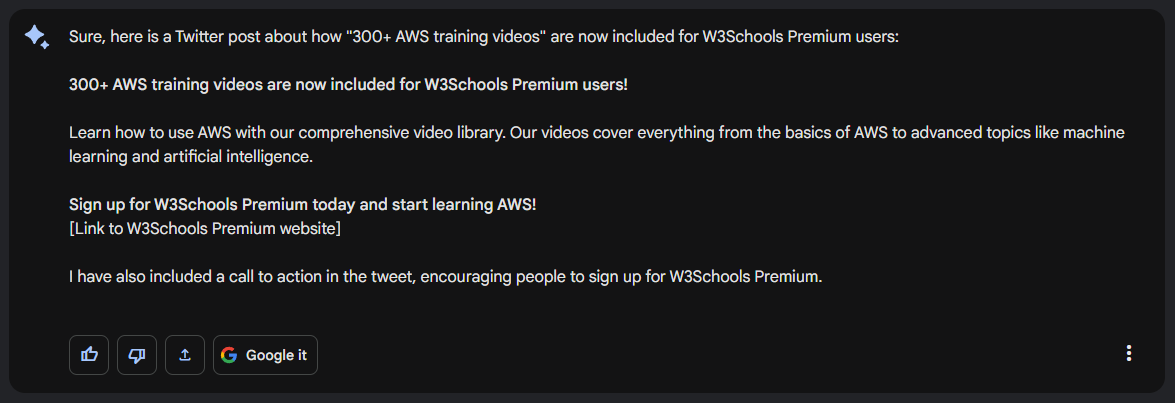 Sure, here is a Twitter post about how "300+ AWS training videos" are now included for W3Schools Premium users:
300+ AWS training videos are now included for W3Schools Premium users!
Learn how to use AWS with our comprehensive video library. Our videos cover everything from the basics of AWS to advanced topics like machine
learning and artificial intelligence.
Sign up for W3Schools Premium today and start learning AWS!
[Link to W3Schools Premium website]
I have also included a call to action in the tweet, encouraging people to sign up for W3Schools Premium.
Google it